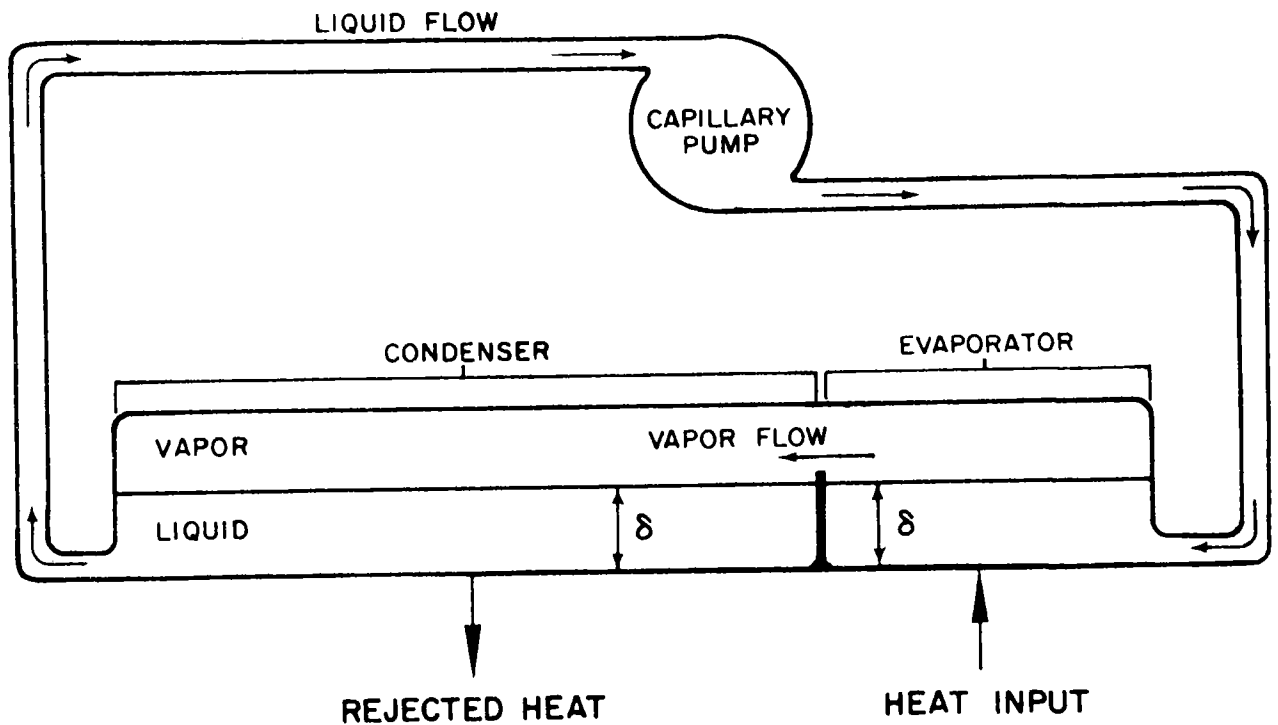 LIQUID FLOW
CAPILLARY
PUMP
CONDENSER
EVAPORATOR
VAPOR
VAPOR FLOW
LIQUID
δ
δ
REJECTED HEAT
HEAT INPUT